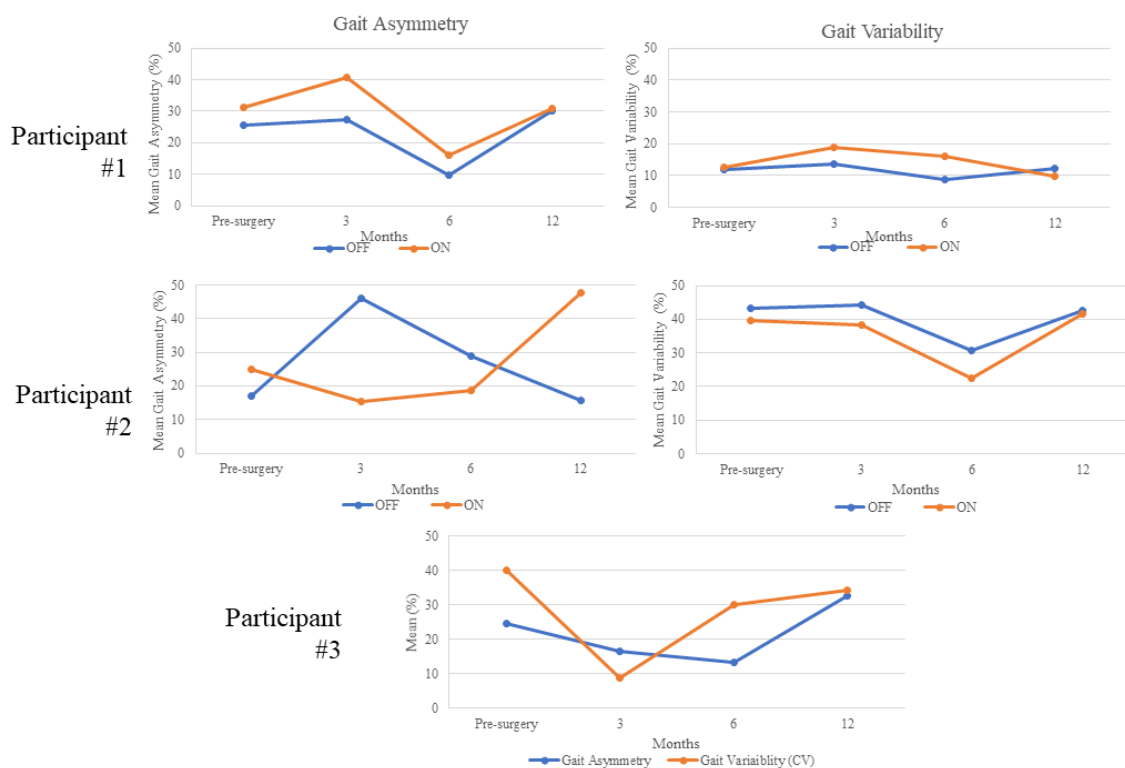 Gait Asymmetry
Mean Gait Asymmetry (%)
50
40
30
20
10
0
Pre-surgery 3 6 12
Months
OFF ON
Gait Variability
Mean Gait Variability (%)
50
40
30
20
10
0
Pre-surgery 3 6 12
Months
OFF ON
Participant
#1
Mean Gait Asymmetry (%)
50
40
30
20
10
0
Pre-surgery 3 6 12
Months
OFF ON
Mean Gait Variability (%)
50
40
30
20
10
0
Pre-surgery 3 6 12
Months
OFF ON
Participant
#2
Mean (%)
50
40
30
20
10
0
Pre-surgery 3 6 12
Months
Gait Asymmetry Gait Variaiblity (CV)
Participant
#3